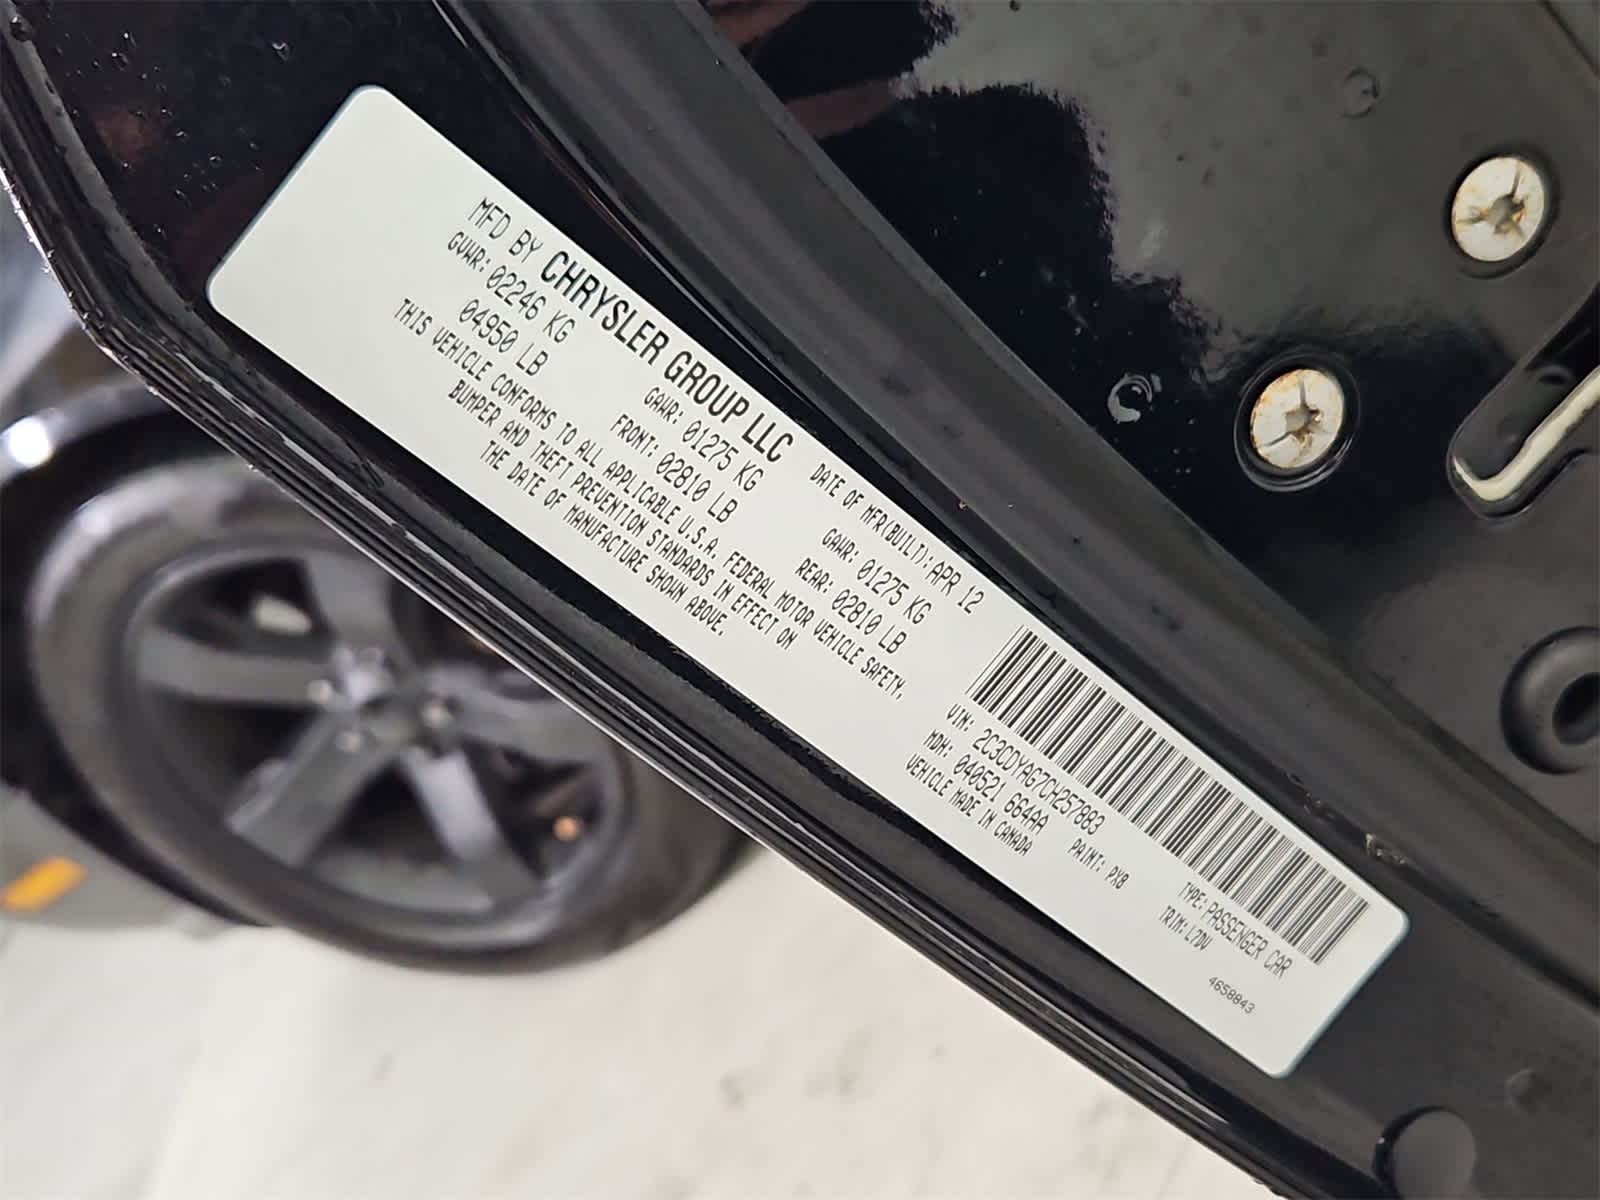 MFD BY CHRYSLER GROUP LLC DATE OF MFR(BUILT): APR 12
GVWR: 02246 KG GAWR: 01275 KG GAWR: 01275 KG
04950 LB FRONT: 02810 LB REAR: 02810 LB
THIS VEHICLE CONFORMS TO ALL APPLICABLE U.S.A. FEDERAL MOTOR VEHICLE SAFETY,
BUMPER AND THEFT PREVENTION STANDARDS IN EFFECT ON
THE DATE OF MANUFACTURE SHOWN ABOVE.
VIN: 2C3CDYAG7CH257883 TYPE: PASSENGER CAR
MDH: 040521 664AA PAINT: PX8 TRIM: L7DV
VEHICLE MADE IN CANADA 4658843